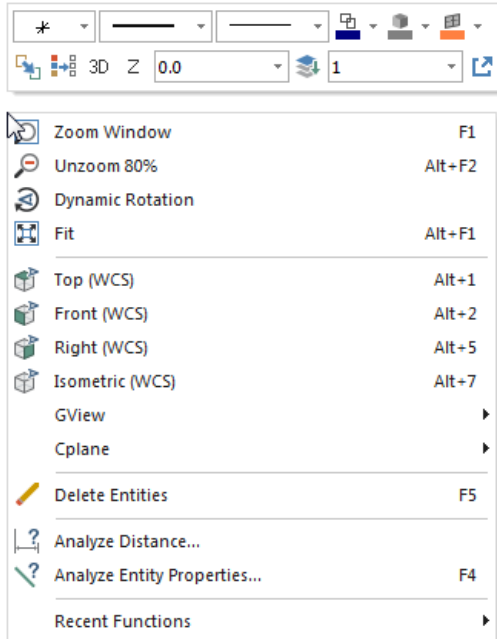 3D Z 0.0 1
Zoom Window F1
Unzoom 80% Alt+F2
Dynamic Rotation
Fit Alt+F1
Top (WCS) Alt+1
Front (WCS) Alt+2
Right (WCS) Alt+5
Isometric (WCS) Alt+7
GView
Cplane
Delete Entities F5
Analyze Distance...
Analyze Entity Properties... F4
Recent Functions